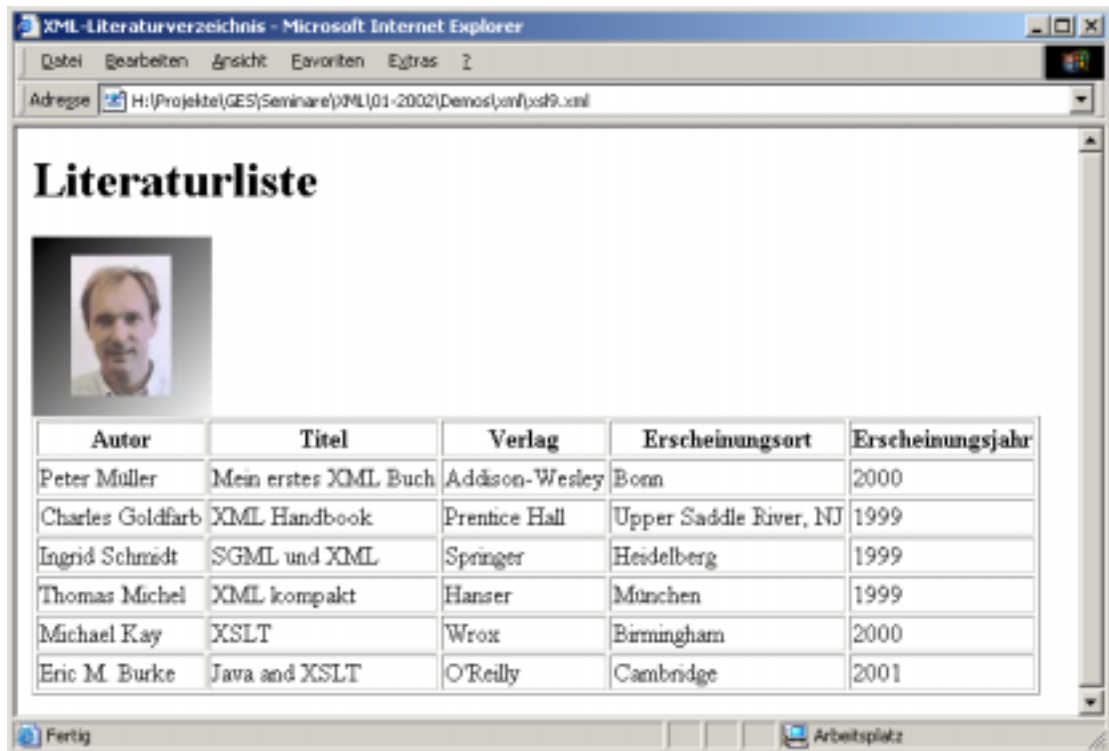 XML-Literaturverzeichnis - Microsoft Internet Explorer
Datei Bearbeiten Ansicht Favoriten Extras ?
Adresse H:\Projekte\GES\Seminare\XML\01-2002\Demos\xml\xsl9.xml
Literaturliste
Autor Titel Verlag Erscheinungsort Erscheinungsjahr
Peter Müller Mein erstes XML Buch Addison-Wesley Bonn 2000
Charles Goldfarb XML Handbook Prentice Hall Upper Saddle River, NJ 1999
Ingrid Schmidt SGML und XML Springer Heidelberg 1999
Thomas Michel XML kompakt Hanser München 1999
Michael Kay XSLT Wrox Birmingham 2000
Eric M. Burke Java and XSLT O'Reilly Cambridge 2001
Fertig Arbeitsplatz